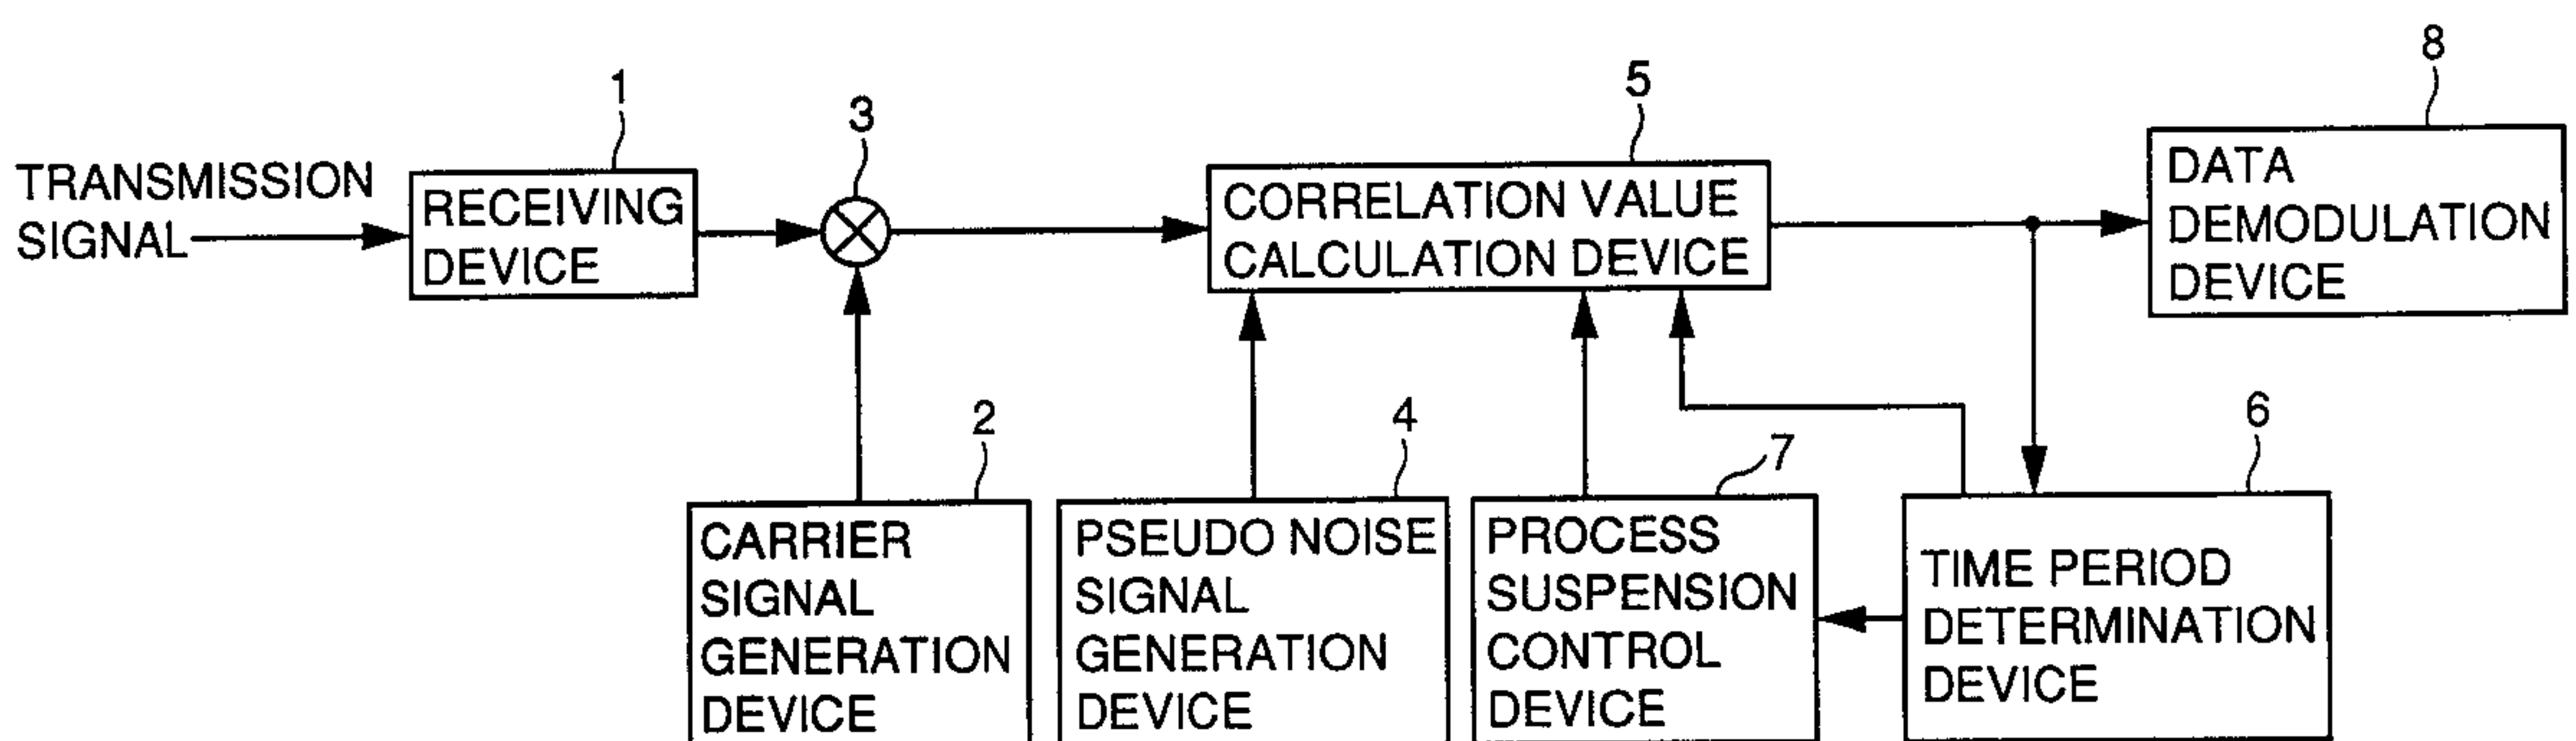 1
3
5
8
TRANSMISSION
SIGNAL
RECEIVING
DEVICE
CORRELATION VALUE
CALCULATION DEVICE
DATA
DEMODULATION
DEVICE
2
4
7
6
CARRIER
SIGNAL
GENERATION
DEVICE
PSEUDO NOISE
SIGNAL
GENERATION
DEVICE
PROCESS
SUSPENSION
CONTROL
DEVICE
TIME PERIOD
DETERMINATION
DEVICE